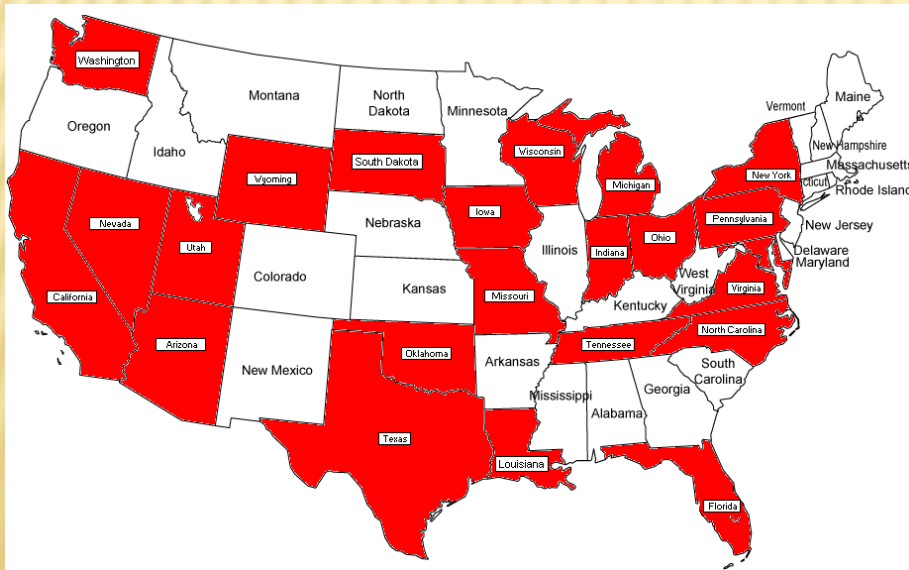 Washington
Montana
North
Dakota
Minnesota
Maine
Vermont
Oregon
Idaho
New Hampshire
Massachusetts
South Dakota
Wisconsin
New York
Wyoming
Michigan
cticut
Rhode Island
Nevada
Nebraska
Iowa
Pennsylvania
New Jersey
Utah
Illinois
Indiana
Ohio
Delaware
Maryland
Colorado
West
Virginia
Kansas
Virginia
California
Missouri
Kentucky
North Carolina
Arizona
Oklahoma
Tennessee
New Mexico
Arkansas
South
Carolina
Mississippi
Georgia
Alabama
Texas
Louisiana
Florida